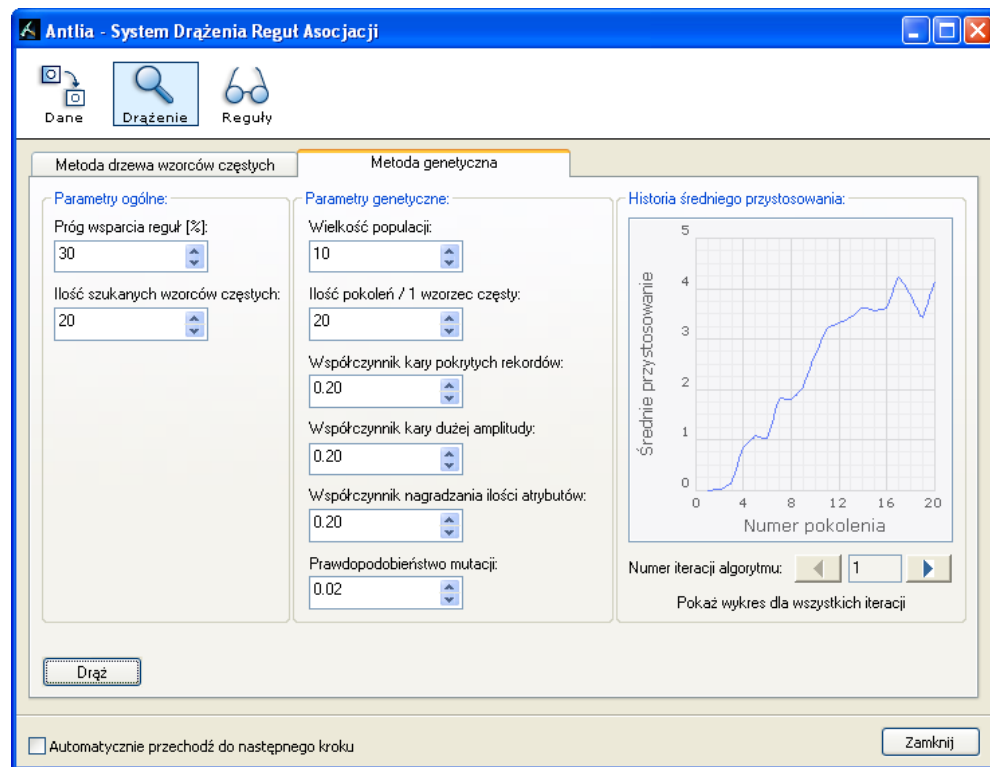 Antlia - System Drążenia Reguł Asocjacji
Dane
Drążenie
Reguły
Metoda drzewa wzorców częstych
Metoda genetyczna
Parametry ogólne:
Próg wsparcia reguł [%]:
30
Ilość szukanych wzorców częstych:
20
Parametry genetyczne:
Wielkość populacji:
10
Ilość pokoleń / 1 wzorzec częsty:
20
Współczynnik kary pokrytych rekordów:
0.20
Współczynnik kary dużej amplitudy:
0.20
Współczynnik nagradzania ilości atrybutów:
0.20
Prawdopodobieństwo mutacji:
0.02
Historia średniego przystosowania:
Średnie przystosowanie
5
4
3
2
1
0
0 4 8 12 16 20
Numer pokolenia
Numer iteracji algorytmu:
1
Pokaż wykres dla wszystkich iteracji
Drąż
Automatycznie przechodź do następnego kroku
Zamknij